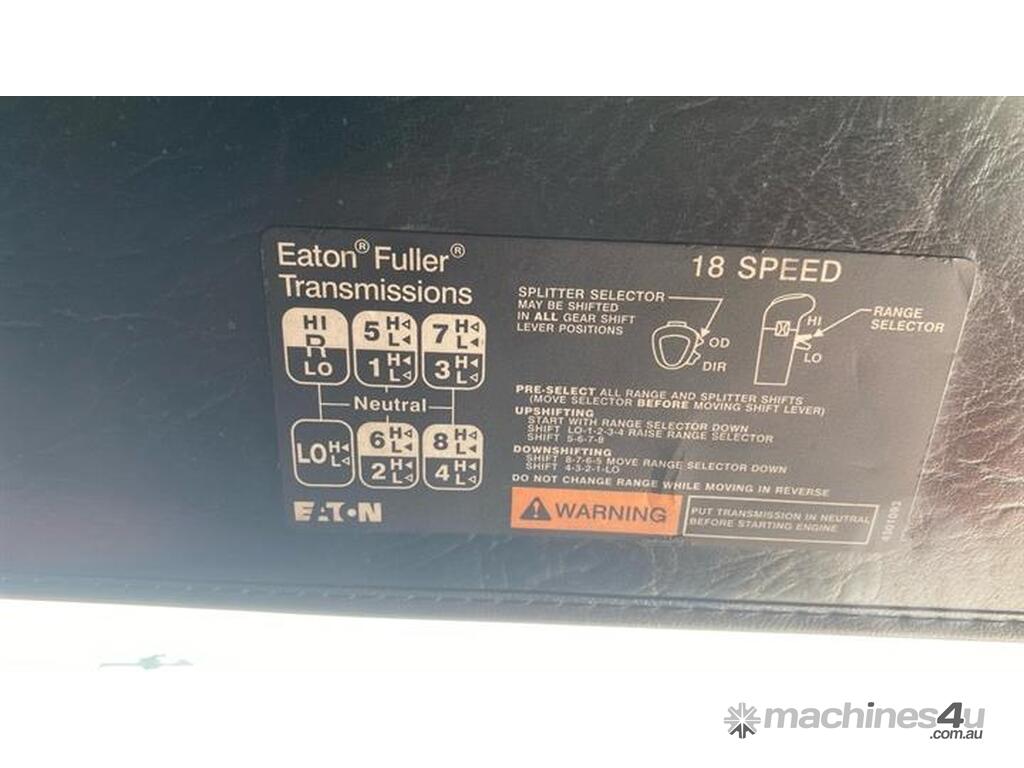 Eaton® Fuller®
Transmissions
18 SPEED
HI
R
LO
5 H L
1 H L
7 H L
3 H L
Neutral
LO H L
6 H L
2 H L
8 H L
4 H L
EATON
SPLITTER SELECTOR
MAY BE SHIFTED
IN ALL GEAR SHIFT
LEVER POSITIONS
OD
DIR
HI
LO
RANGE
SELECTOR
PRE-SELECT ALL RANGE AND SPLITTER SHIFTS
(MOVE SELECTOR BEFORE MOVING SHIFT LEVER)
UPSHIFTING
START WITH RANGE SELECTOR DOWN
SHIFT LO-1-2-3-4 RAISE RANGE SELECTOR
SHIFT 5-6-7-8
DOWNSHIFTING
SHIFT 8-7-6-5 MOVE RANGE SELECTOR DOWN
SHIFT 4-3-2-1-LO
DO NOT CHANGE RANGE WHILE MOVING IN REVERSE
WARNING
PUT TRANSMISSION IN NEUTRAL
BEFORE STARTING ENGINE
machines4u
.com.au